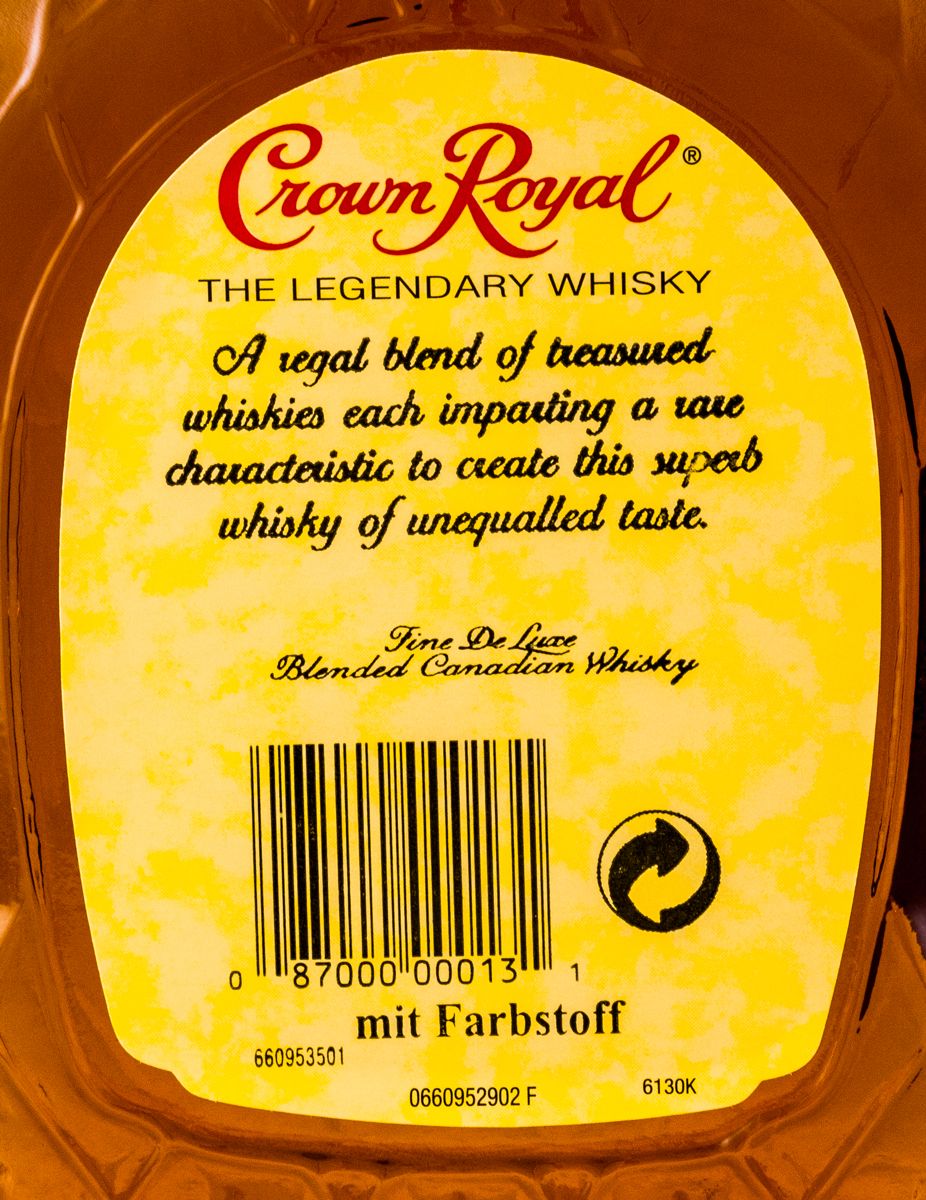 Crown Royal®
THE LEGENDARY WHISKY
A regal blend of treasured
whiskies each imparting a rare
characteristic to create this superb
whisky of unequalled taste.
Fine De Luxe
Blended Canadian Whisky
0 87000 00013 1
mit Farbstoff
660953501
0660952902 F
6130K